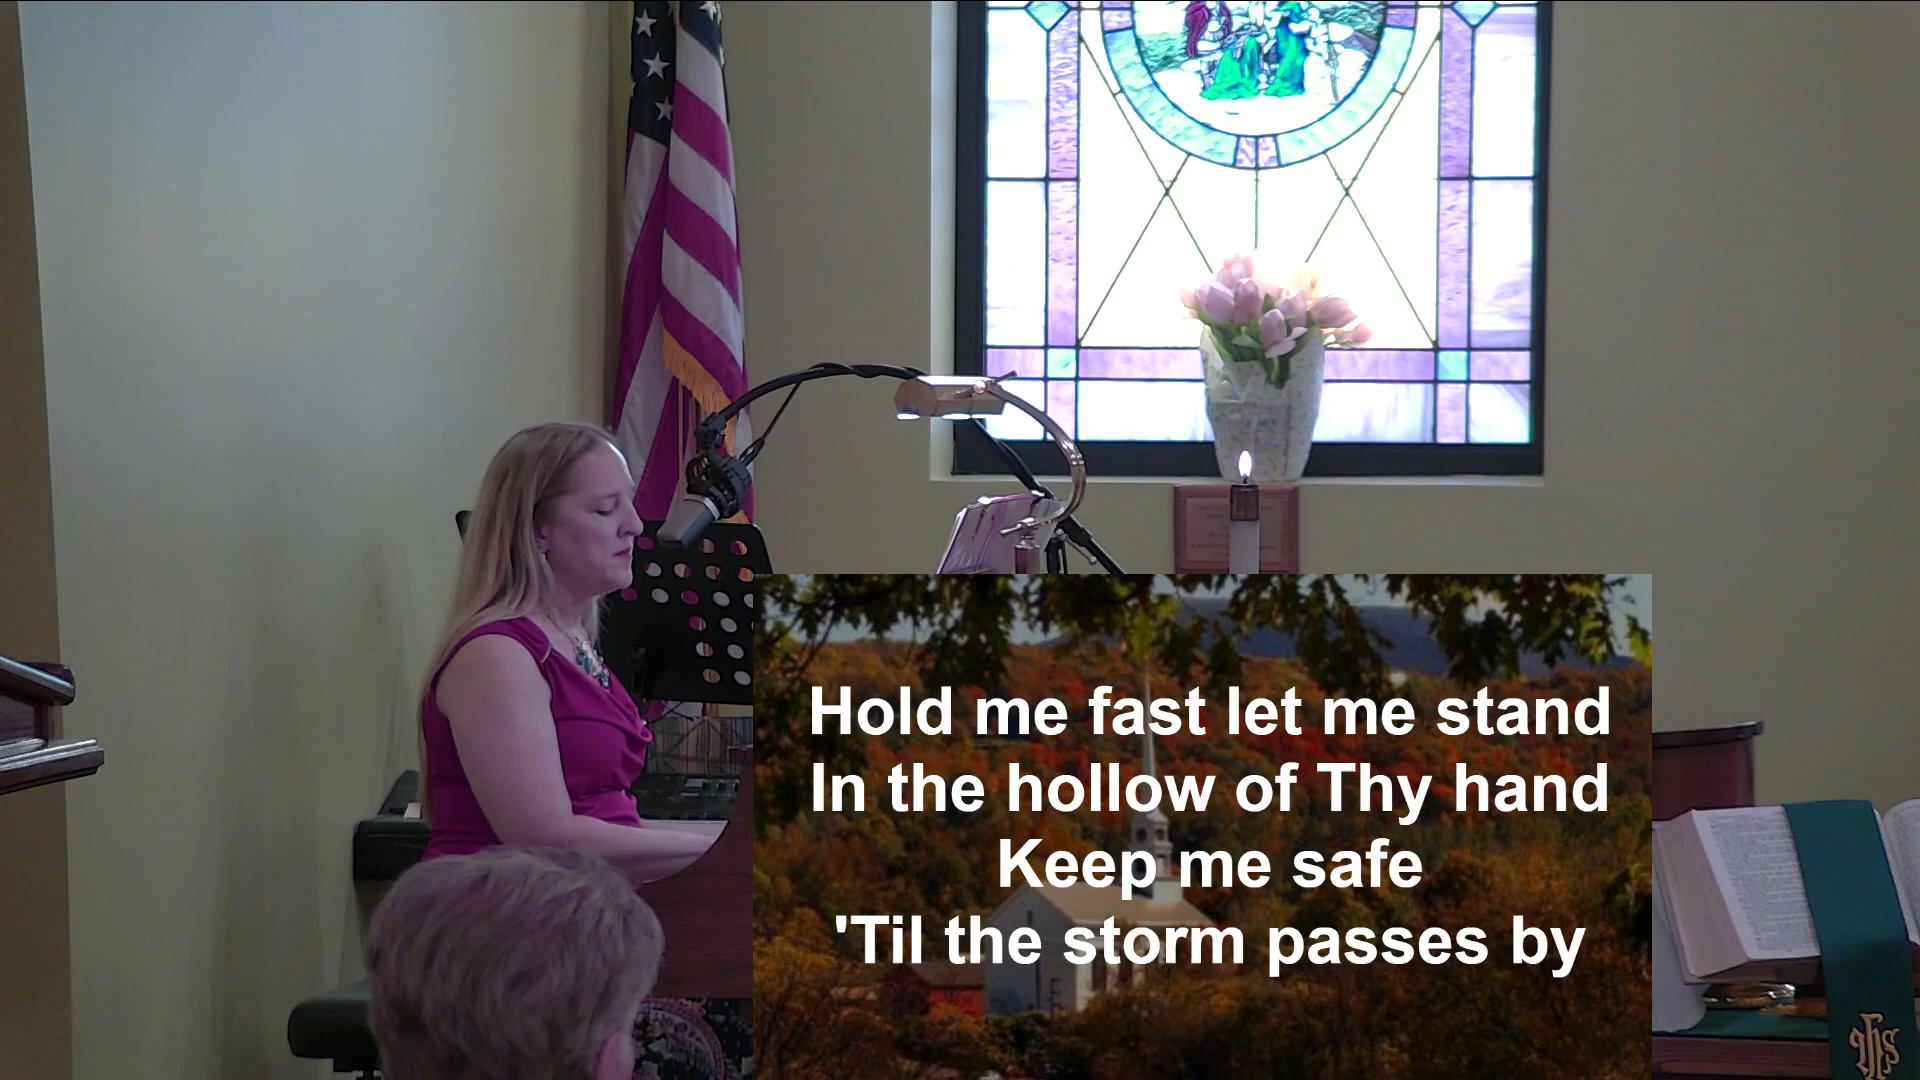 Hold me fast let me stand
In the hollow of Thy hand
Keep me safe
'Til the storm passes by
IHS